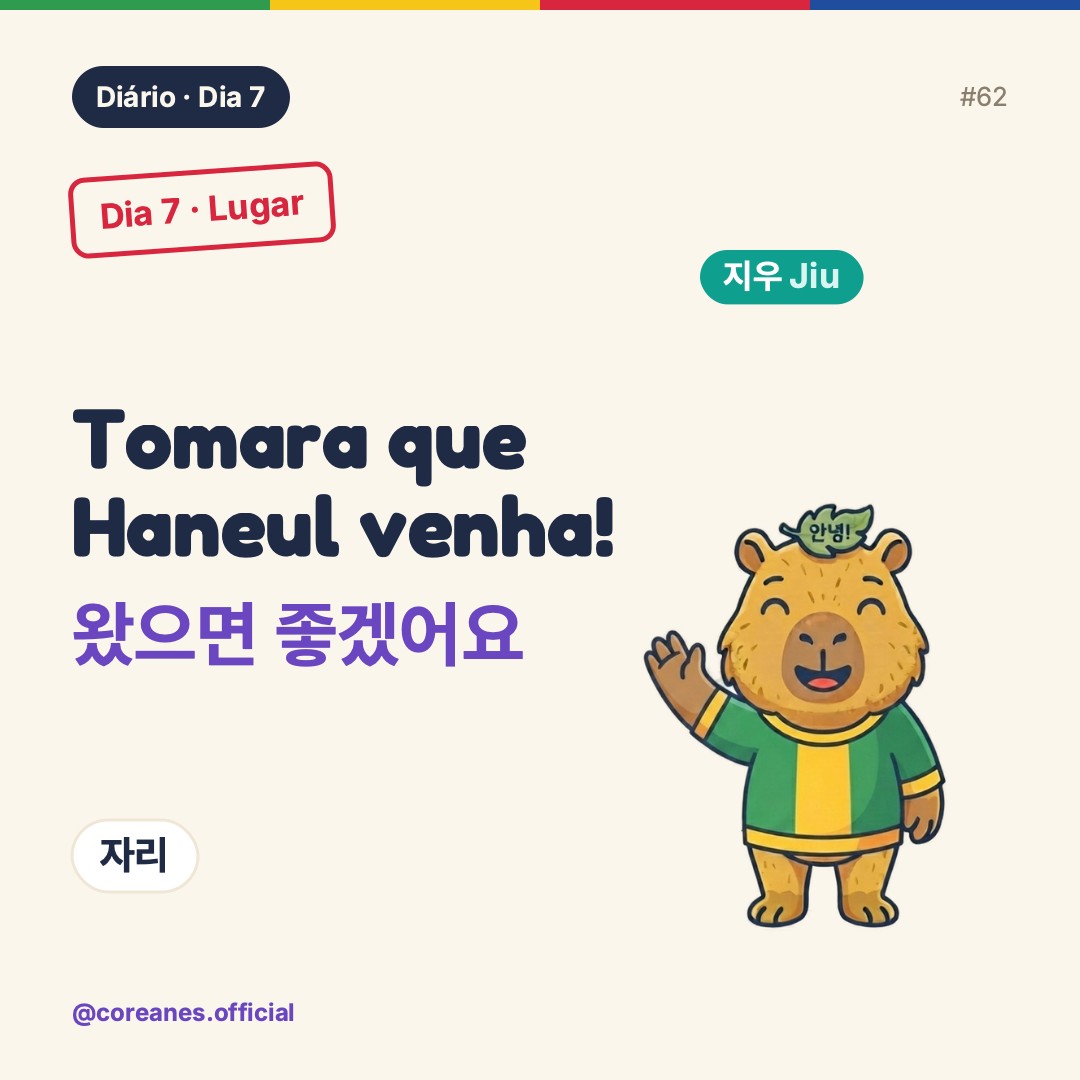 Diário · Dia 7
#62
Dia 7 · Lugar
지우 Jiu
Tomara que
Haneul venha!
왔으면 좋겠어요
안녕!
자리
@coreanes.official